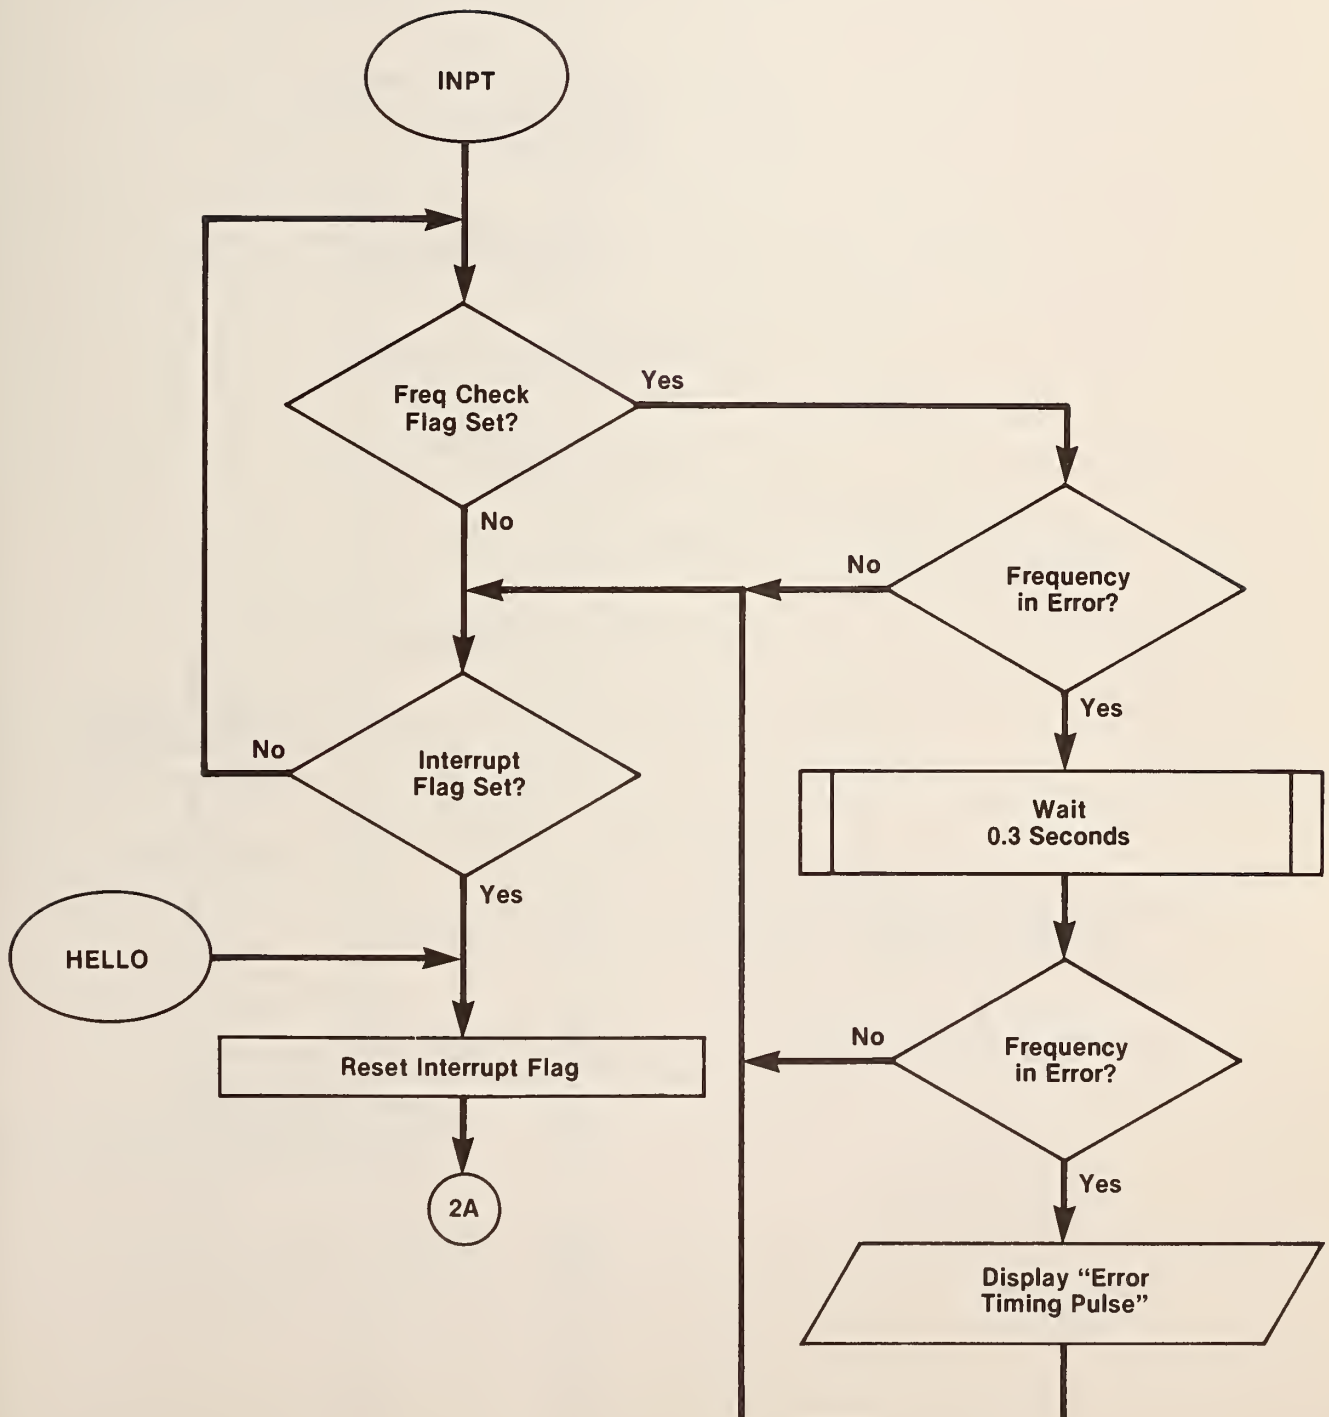 INPT
Freq Check
Flag Set?
Yes
No
No
Frequency
in Error?
Yes
No
Interrupt
Flag Set?
Yes
Wait
0.3 Seconds
HELLO
Reset Interrupt Flag
No
Frequency
in Error?
Yes
2A
Display “Error
Timing Pulse”